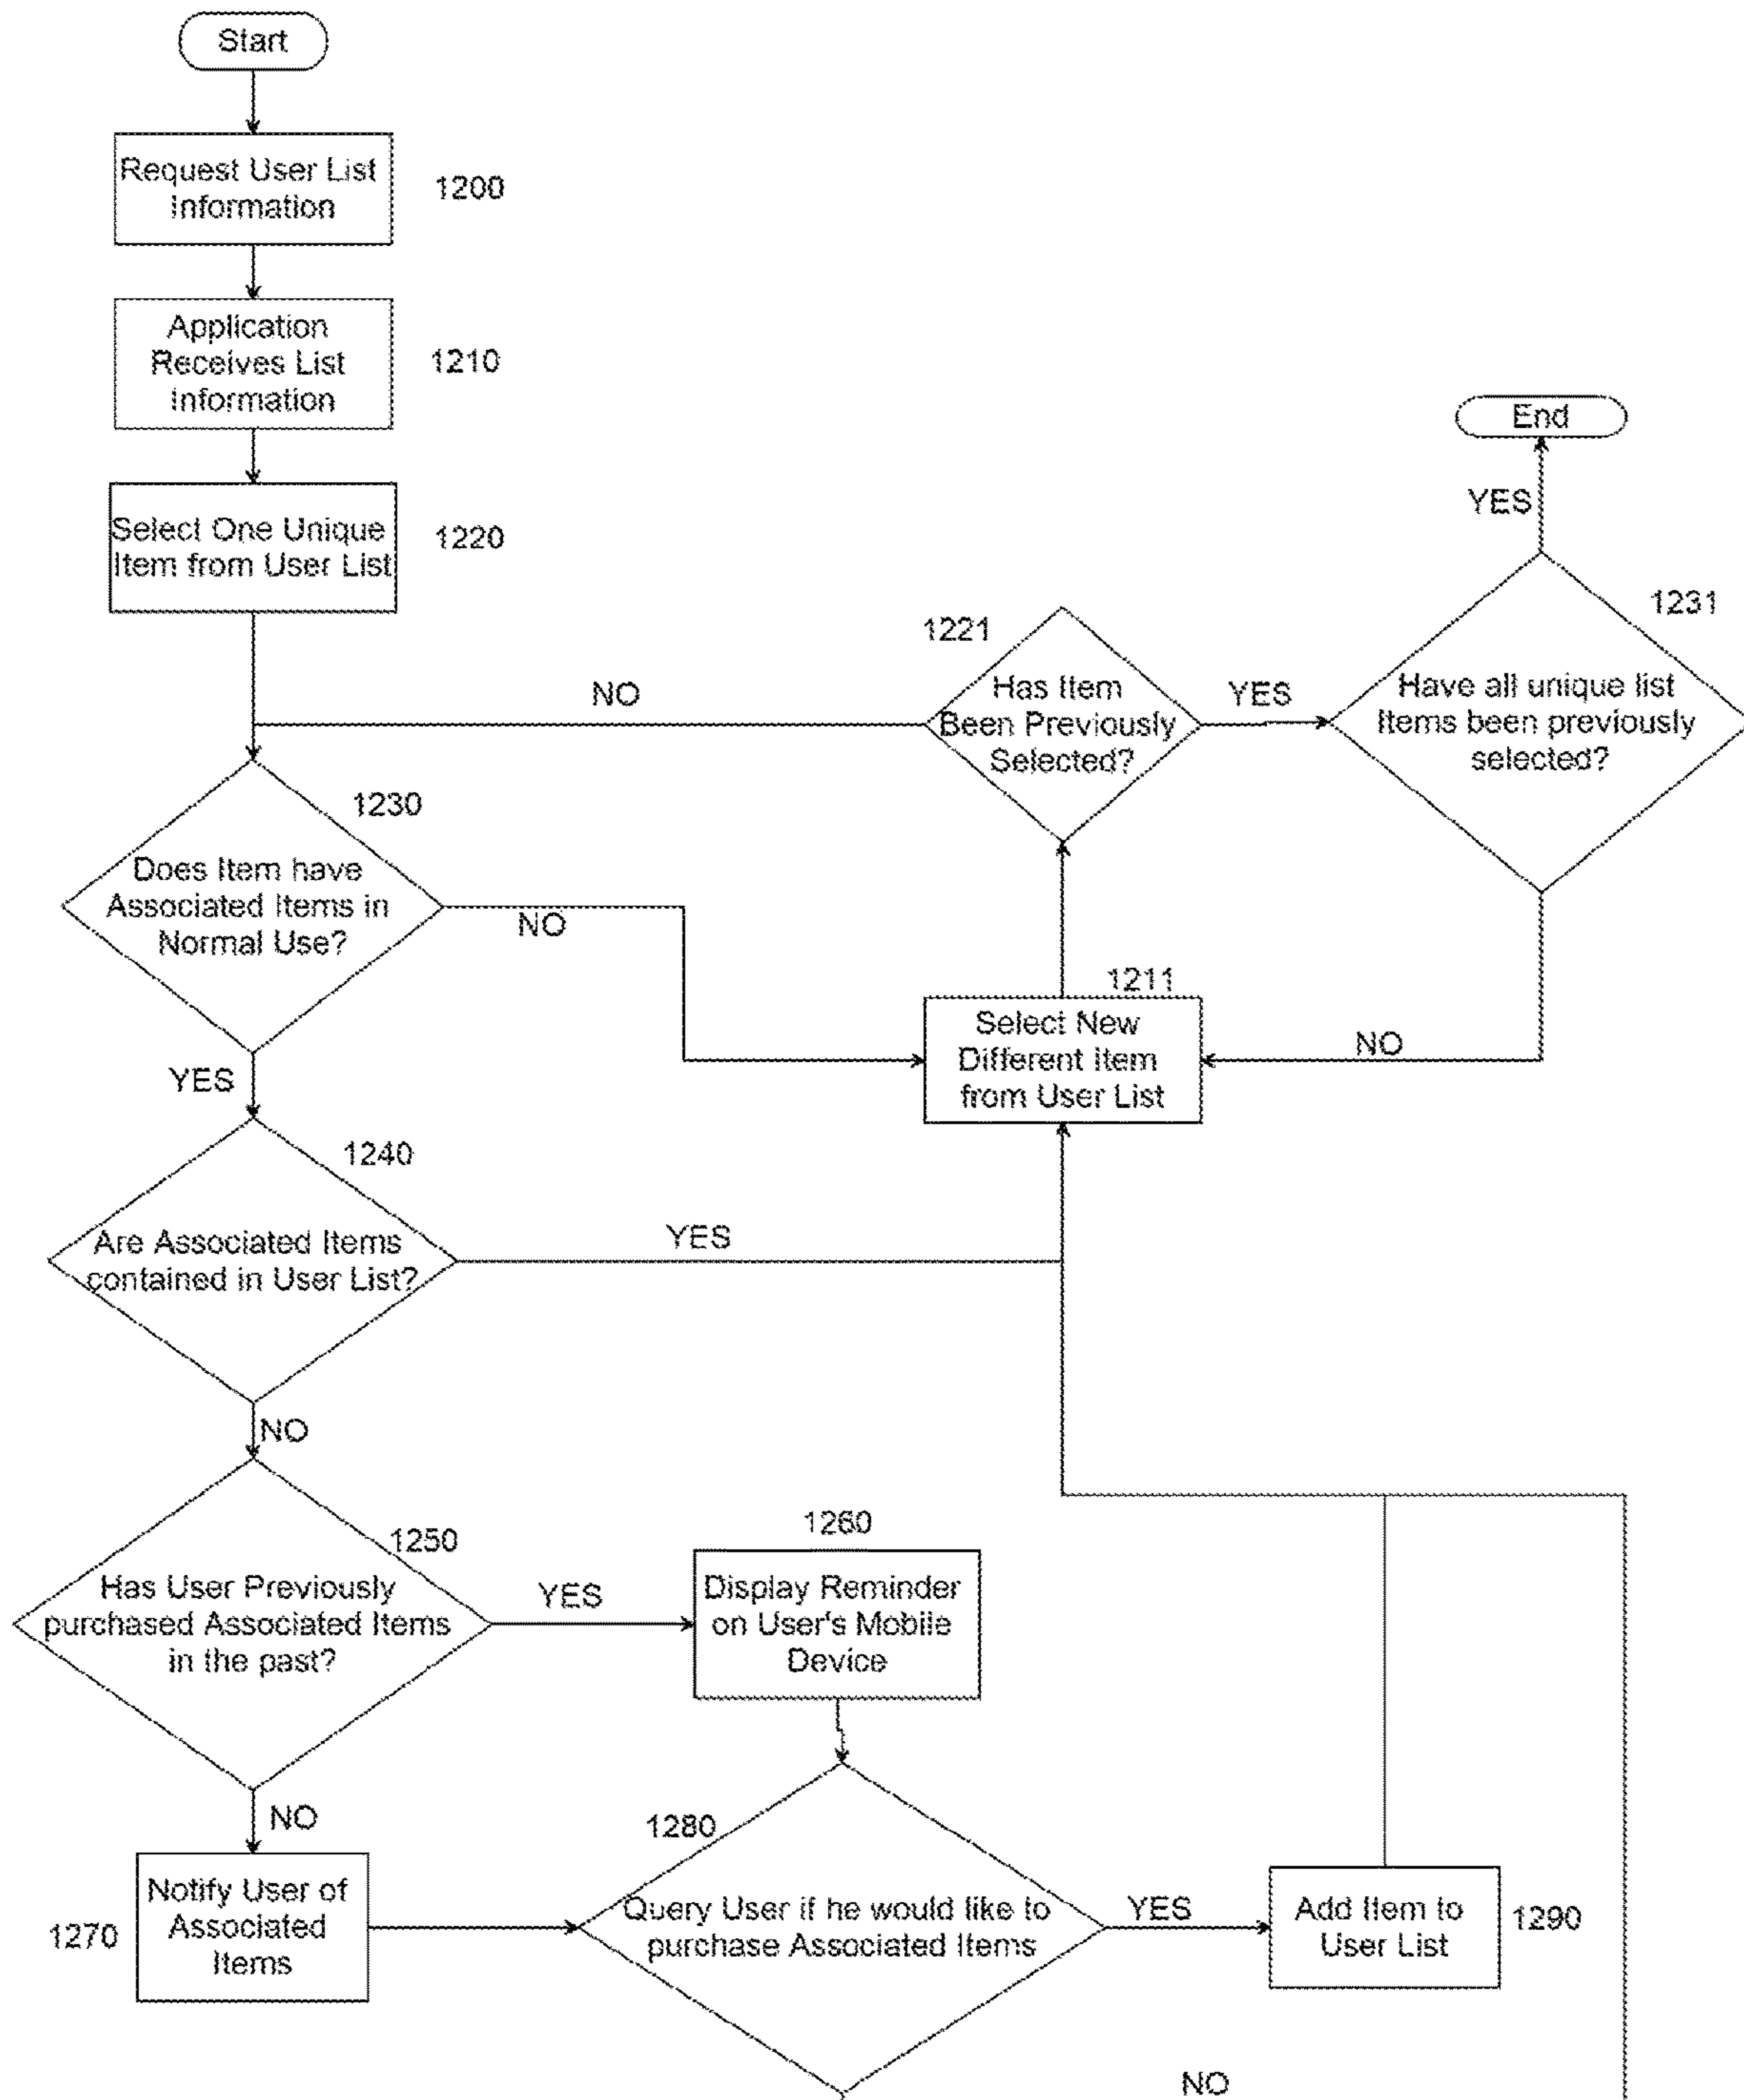 Start
Request User List
Information
1200
Application
Receives List
Information
1210
End
YES
Select One Unique
Item from User List
1220
1221
1231
NO
Has Item
Been Previously
Selected?
YES
Have all unique list
Items been previously
selected?
1230
Does Item have
Associated Items in
Normal Use?
NO
1211
Select New
Different Item
from User List
NO
YES
1240
Are Associated Items
contained in User List?
YES
NO
1250
Has User Previously
purchased Associated Items
in the past?
YES
1260
Display Reminder
on User's Mobile
Device
NO
1280
1270
Notify User of
Associated
Items
Query User if he would like to
purchase Associated Items
YES
Add Item to
User List
1290
NO